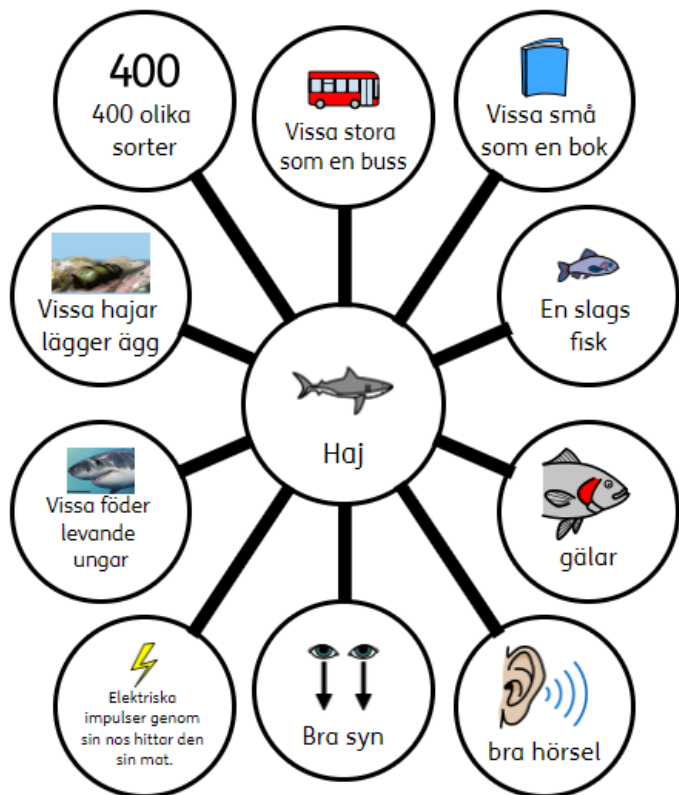 400
400 olika
sorter
Vissa stora
som en buss
Vissa små
som en bok
Vissa hajar
lägger ägg
En slags
fisk
Haj
Vissa föder
levande
ungar
gälar
Elektriska
impulser genom
sin nos hittar den
sin mat.
Bra syn
bra hörsel